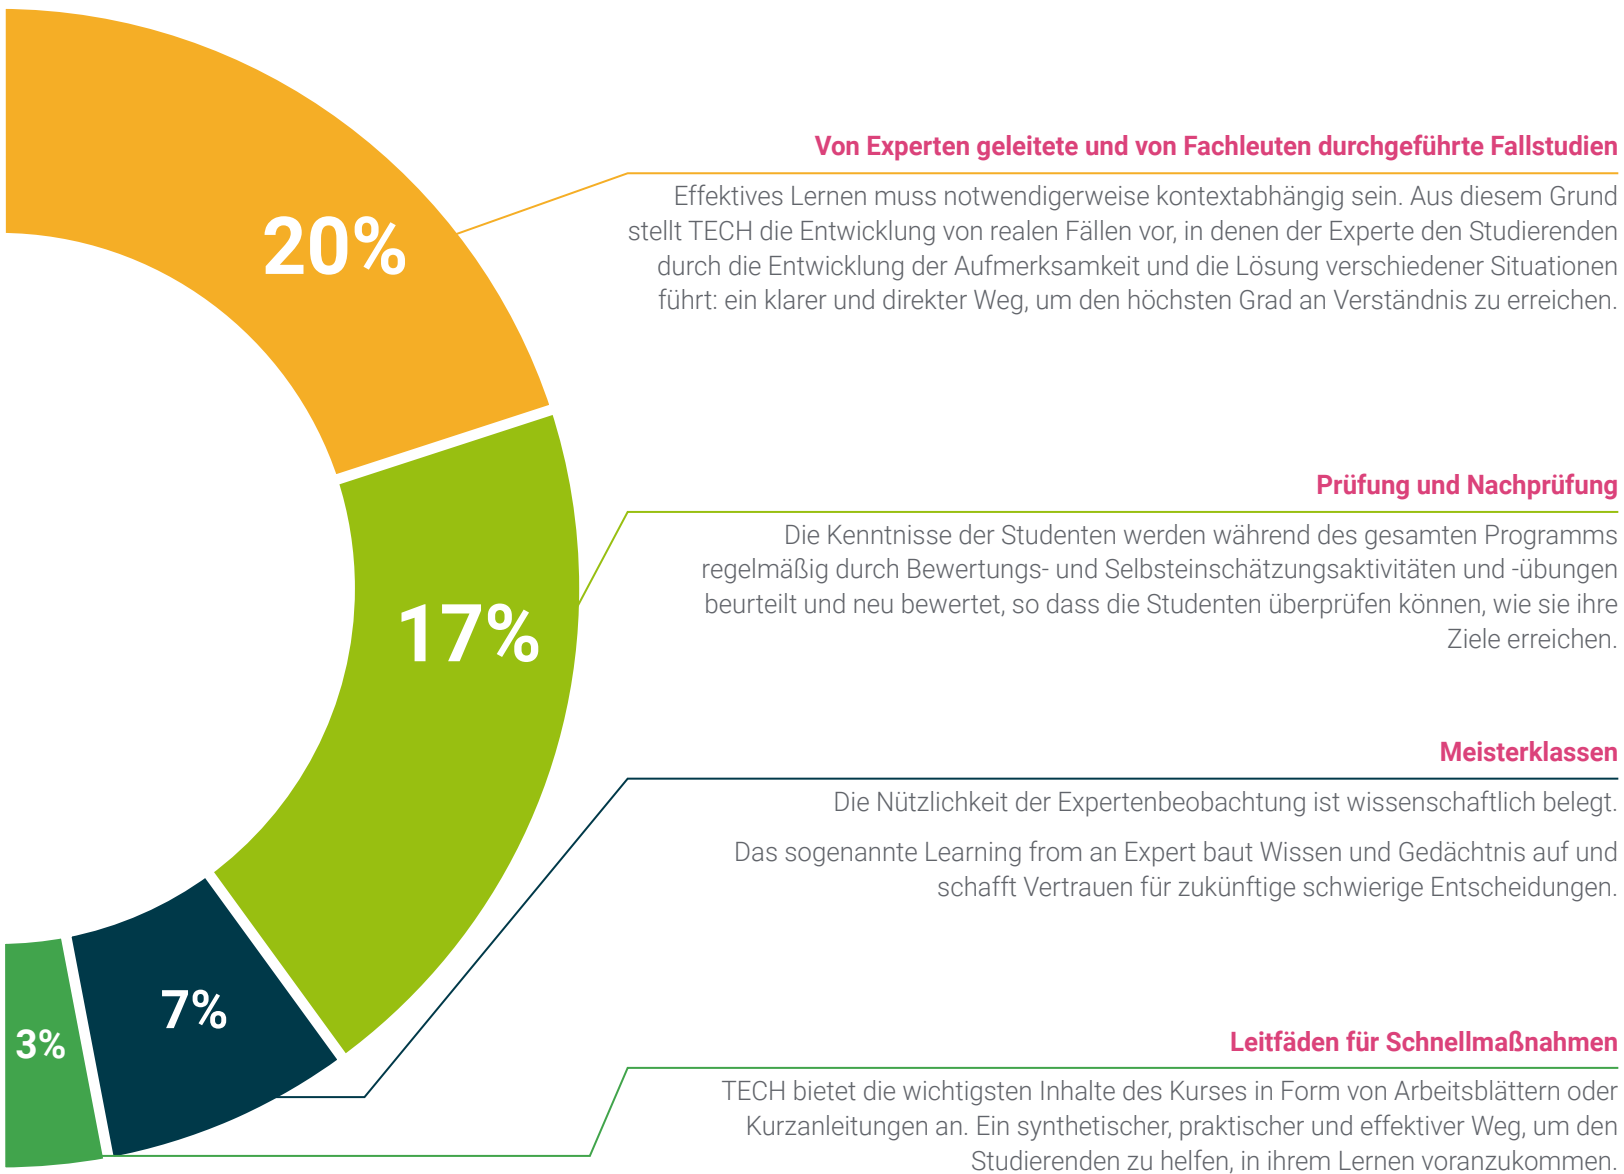 20%
Von Experten geleitete und von Fachleuten durchgeführte Fallstudien
Effektives Lernen muss notwendigerweise kontextabhängig sein. Aus diesem Grund
stellt TECH die Entwicklung von realen Fällen vor, in denen der Experte den Studierenden
durch die Entwicklung der Aufmerksamkeit und die Lösung verschiedener Situationen
führt: ein klarer und direkter Weg, um den höchsten Grad an Verständnis zu erreichen.
17%
Prüfung und Nachprüfung
Die Kenntnisse der Studenten werden während des gesamten Programms
regelmäßig durch Bewertungs- und Selbsteinschätzungsaktivitäten und -übungen
beurteilt und neu bewertet, so dass die Studenten überprüfen können, wie sie ihre
Ziele erreichen.
7%
Meisterklassen
Die Nützlichkeit der Expertenbeobachtung ist wissenschaftlich belegt.
Das sogenannte Learning from an Expert baut Wissen und Gedächtnis auf und
schafft Vertrauen für zukünftige schwierige Entscheidungen.
3%
Leitfäden für Schnellmaßnahmen
TECH bietet die wichtigsten Inhalte des Kurses in Form von Arbeitsblättern oder
Kurzanleitungen an. Ein synthetischer, praktischer und effektiver Weg, um den
Studierenden zu helfen, in ihrem Lernen voranzukommen.